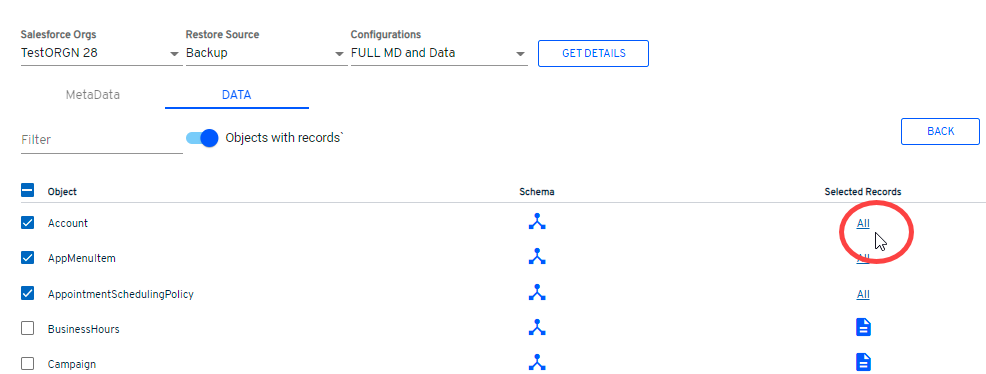 Salesforce Orgs Restore Source Configurations
TestORGN 28 Backup FULL MD and Data GET DETAILS
MetaData DATA
Filter Objects with records` BACK
Object Schema Selected Records
Account All
AppMenuItem All
AppointmentSchedulingPolicy All
BusinessHours
Campaign